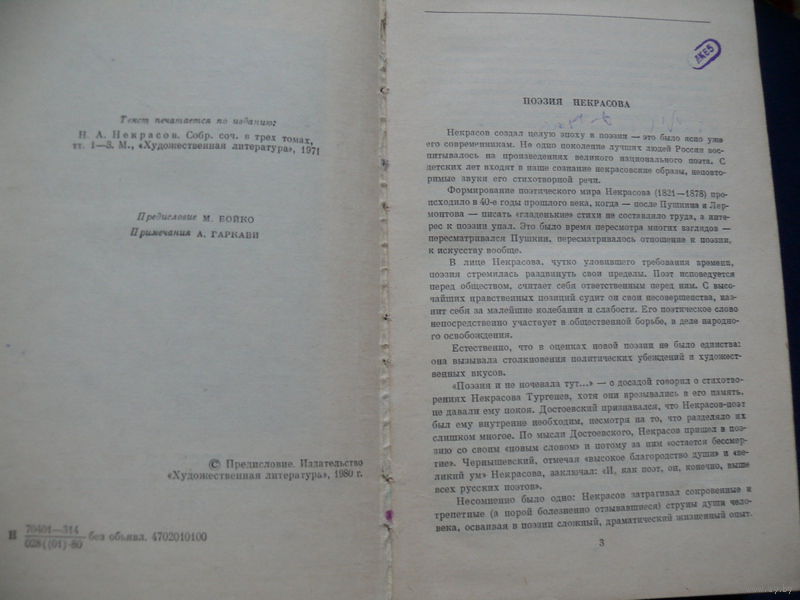 Текст печатается по изданию:
Н. А. Некрасов. Собр. соч. в трех томах,
тт. 1—3. М., «Художественная литература», 1971
Предисловие М. БОЙКО
Примечания А. ГАРКАВИ
© Предисловие. Издательство
«Художественная литература», 1980 г.
Н 70401—314
028(01)-80 без объявл. 4702010100
ПОЭЗИЯ НЕКРАСОВА
Некрасов создал целую эпоху в поэзии — это было ясно уже
его современникам. Не одно поколение лучших людей России вос-
питывалось на произведениях великого национального поэта. С
детских лет входят в наше сознание некрасовские образы, неповто-
римые звуки его стихотворной речи.
Формирование поэтического мира Некрасова (1821—1878) про-
исходило в 40-е годы прошлого века, когда — после Пушкина и Лер-
монтова — писать «гладенькие» стихи не составляло труда, а инте-
рес к поэзии упал. Это было время пересмотра многих взглядов —
пересматривался Пушкин, пересматривалось отношение к поэзии,
к искусству вообще.
В лице Некрасова, чутко уловившего требования времени,
поэзия стремилась раздвинуть свои пределы. Поэт исповедуется
перед обществом, считает себя ответственным перед ним. С высо-
чайших нравственных позиций судит он свои несовершенства, каз-
нит себя за малейшие колебания и слабости. Его поэтическое слово
непосредственно участвует в общественной борьбе, в деле народно-
го освобождения.
Естественно, что в оценках новой поэзии не было единства:
она вызывала столкновения политических убеждений и художест-
венных вкусов.
«Поэзия и не ночевала тут...» — с досадой говорил о стихотво-
рениях Некрасова Тургенев, хотя они врезывались в его память,
не давали ему покоя. Достоевский признавался, что Некрасов-поэт
был ему внутренне необходим, несмотря на то, что разделяло их
слишком многое. По мысли Достоевского, Некрасов пришел в поэ-
зию со своим «новым словом» и потому за ним «остается бессмер-
тие». Чернышевский, отмечая «высокое благородство души» и «ве-
ликий ум» Некрасова, заключал: «И, как поэт, он, конечно, выше
всех русских поэтов».
Несомненно было одно: Некрасов затрагивал сокровенные и
трепетные (а порой болезненно отзывавшиеся) струны души чело-
века, осваивая в поэзии сложный, драматический жизненный опыт.
3